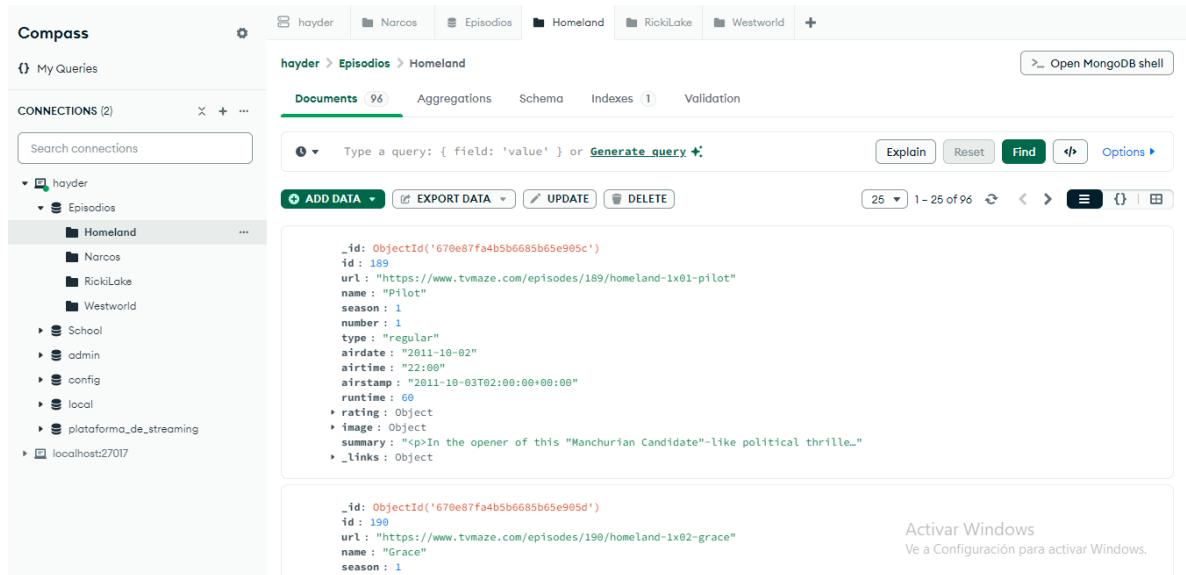 Compass
{} My Queries
CONNECTIONS (2)
Search connections
hayder
Episodios
Homeland
Narcos
RickiLake
Westworld
School
admin
config
local
plataforma_de_streaming
localhost:27017
hayder Narcos Episodios Homeland RickiLake Westworld +
hayder > Episodios > Homeland
>_ Open MongoDB shell
Documents 96 Aggregations Schema Indexes 1 Validation
Type a query: { field: 'value' } or Generate query
Explain Reset Find </> Options
ADD DATA EXPORT DATA UPDATE DELETE
25 1 – 25 of 96 {}
_id: ObjectId('670e87fa4b5b6685b65e905c')
id : 189
url : "https://www.tvmaze.com/episodes/189/homeland-1x01-pilot"
name : "Pilot"
season : 1
number : 1
type : "regular"
airdate : "2011-10-02"
airtime : "22:00"
airstamp : "2011-10-03T02:00:00+00:00"
runtime : 60
rating : Object
image : Object
summary : "<p>In the opener of this "Manchurian Candidate"-like political thrille…"
_links : Object
_id: ObjectId('670e87fa4b5b6685b65e905d')
id : 190
url : "https://www.tvmaze.com/episodes/190/homeland-1x02-grace"
name : "Grace"
season : 1
Activar Windows
Ve a Configuración para activar Windows.